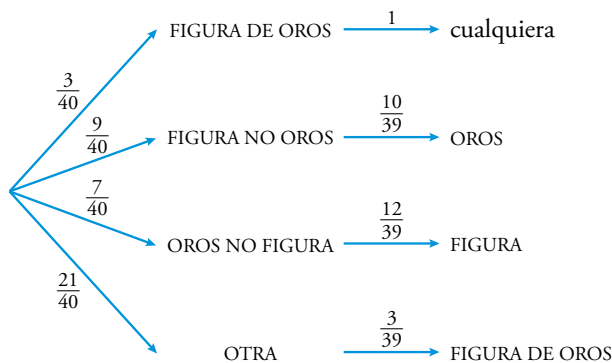 3/40 FIGURA DE OROS 1 cualquiera
9/40 FIGURA NO OROS 10/39 OROS
7/40 OROS NO FIGURA 12/39 FIGURA
21/40 OTRA 3/39 FIGURA DE OROS